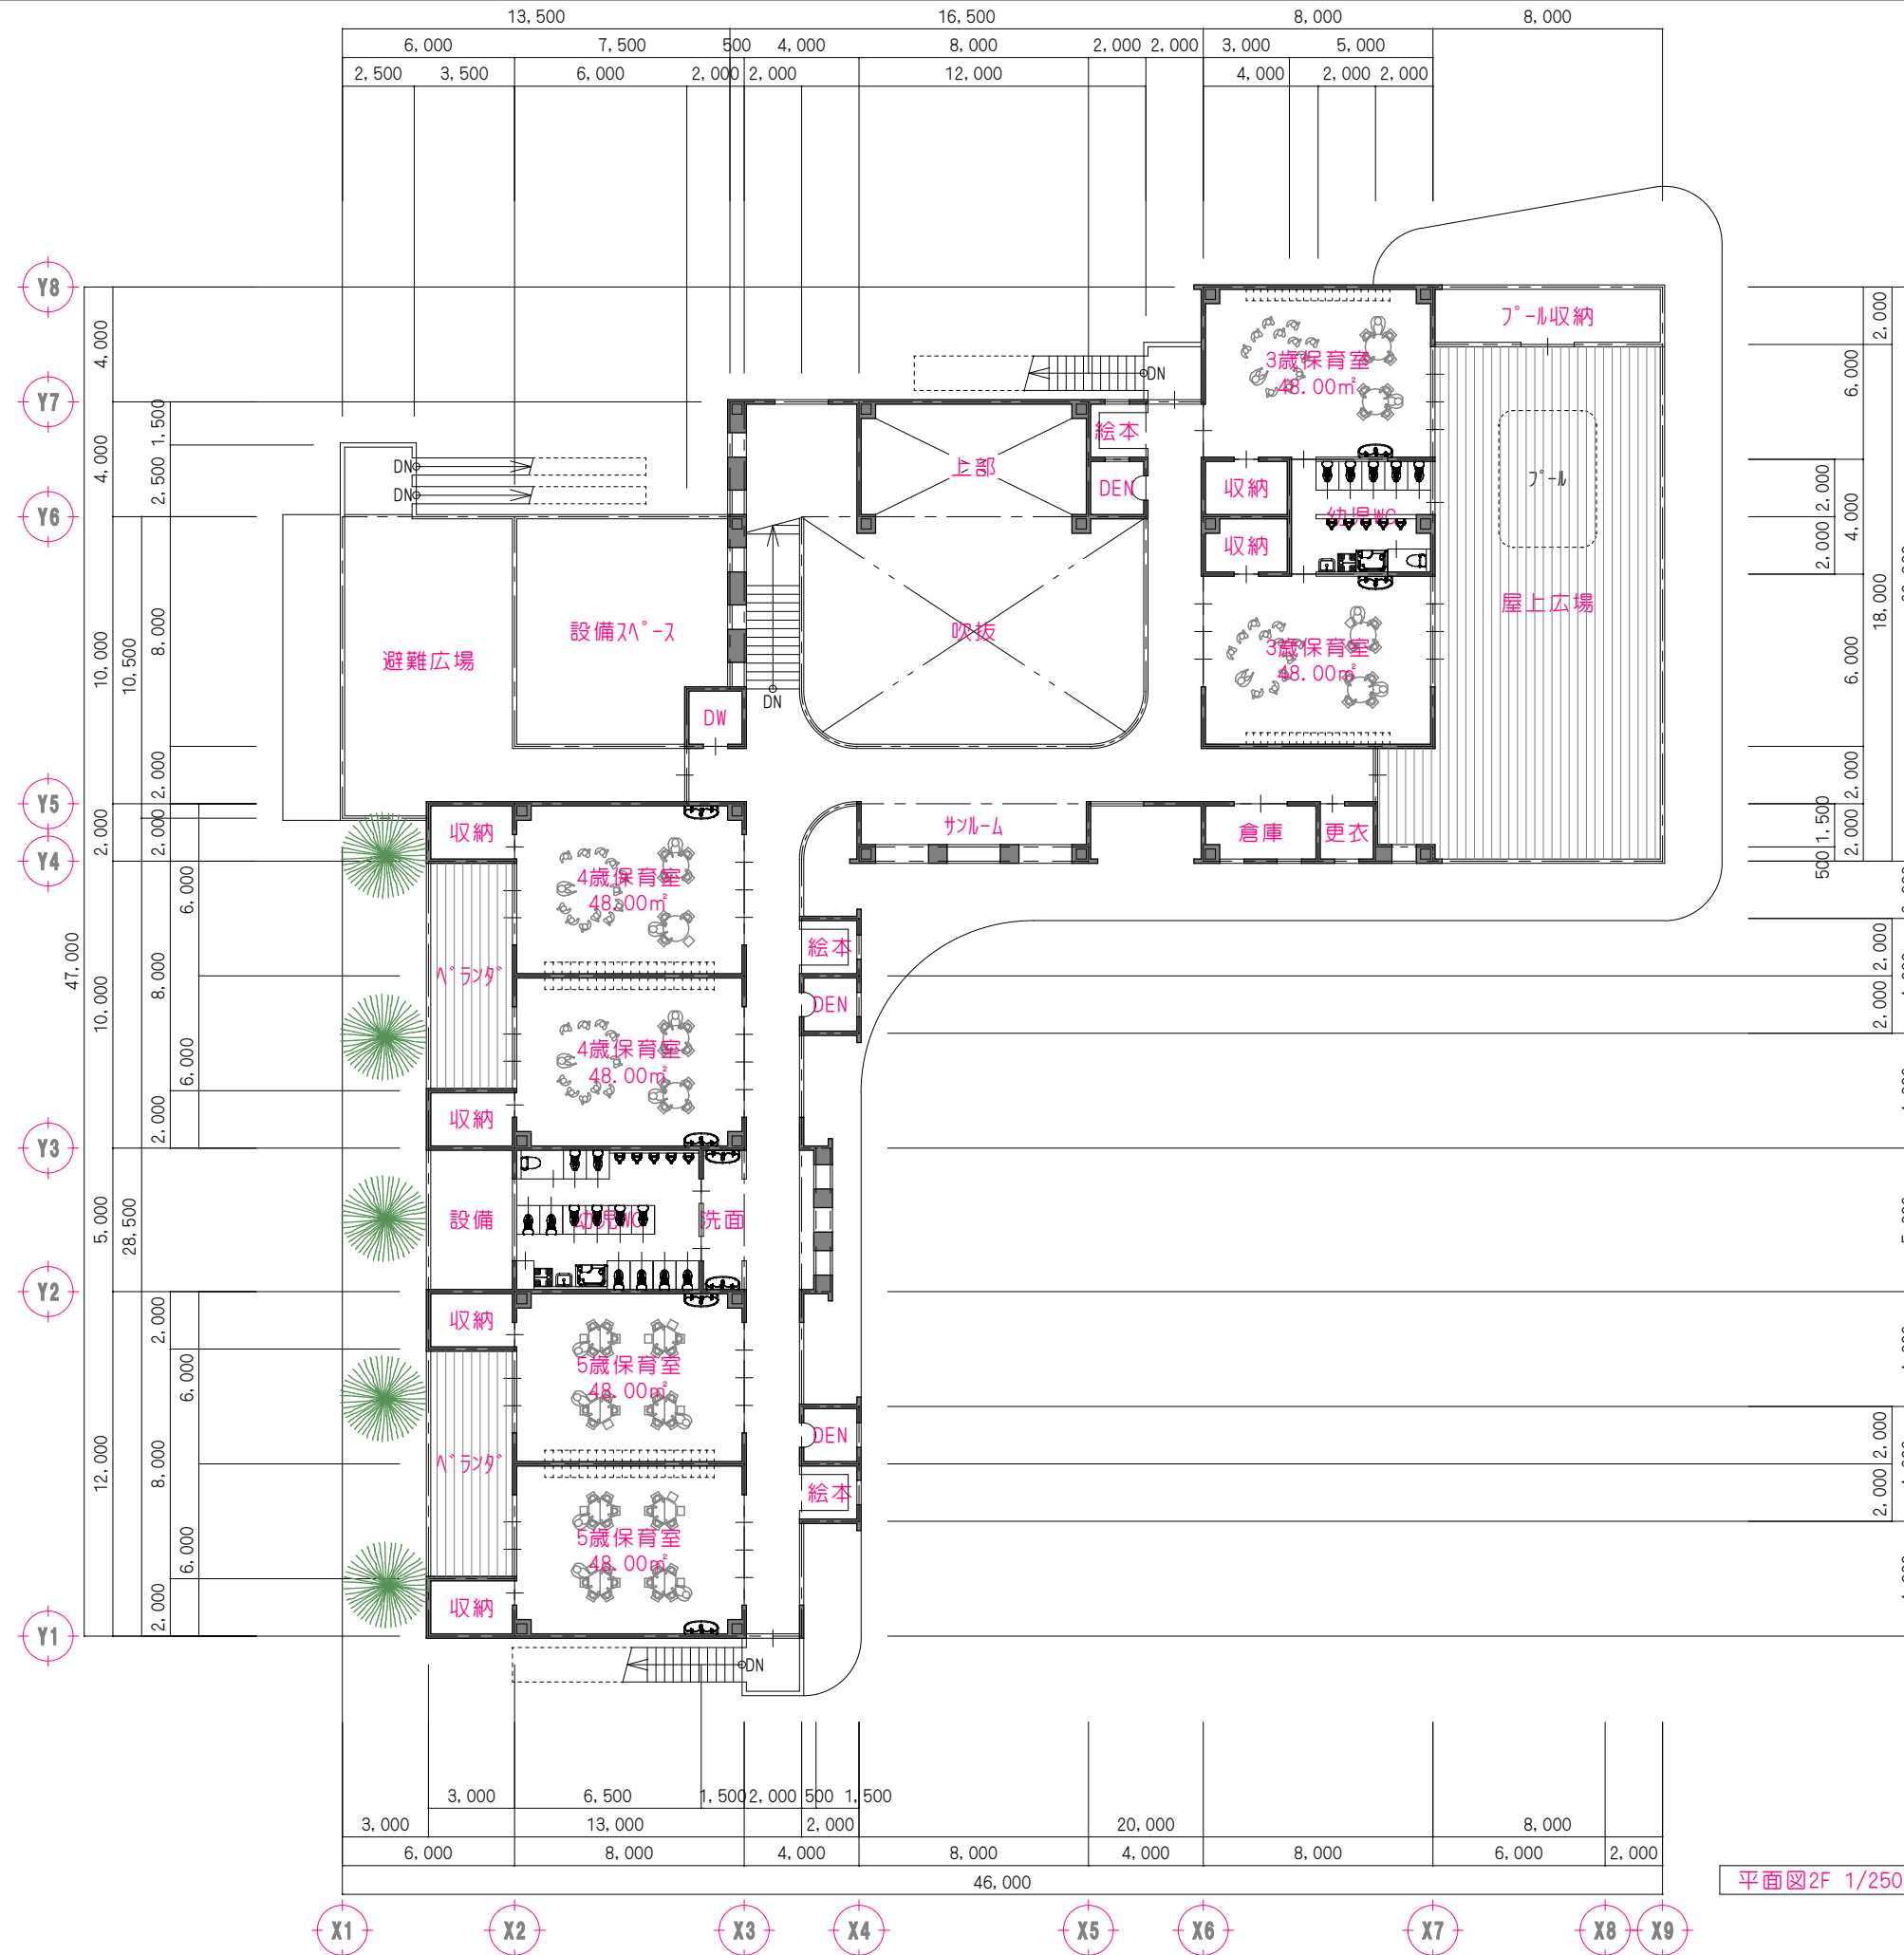 13,500 16,500 8,000 8,000
6,000 7,500 500 4,000 8,000 2,000 2,000 3,000 5,000
2,500 3,500 6,000 2,000 2,000 12,000 4,000 2,000 2,000
Y8
Y7
Y6
Y5
Y4
Y3
Y2
Y1
47,000
4,000
4,000
10,000
2,000
10,000
5,000
12,000
10,500
28,500
1,500
2,500
8,000
2,000
2,000
8,000
2,000
8,000
2,000
6,000
6,000
6,000
6,000
プール収納
3歳保育室
48.00㎡
DN
絵本
上部
DEN
収納
幼児WC
収納
プール
屋上広場
DN
DN
避難広場
設備スペース
吹抜
3歳保育室
48.00㎡
DW
DN
サンルーム
倉庫
更衣
収納
4歳保育室
48.00㎡
ベランダ
絵本
DEN
4歳保育室
48.00㎡
収納
設備
幼児WC
洗面
収納
5歳保育室
48.00㎡
ベランダ
DEN
絵本
5歳保育室
48.00㎡
収納
DN
2,000
6,000
2,000
2,000
4,000
18,000
6,000
2,000
1,500
500
2,000
2,000
2,000
2,000
2,000
3,000 6,500 1,500 2,000 500 1,500
3,000 13,000 2,000 20,000 8,000
6,000 8,000 4,000 8,000 4,000 8,000 6,000 2,000
46,000
平面図2F 1/250
X1 X2 X3 X4 X5 X6 X7 X8 X9